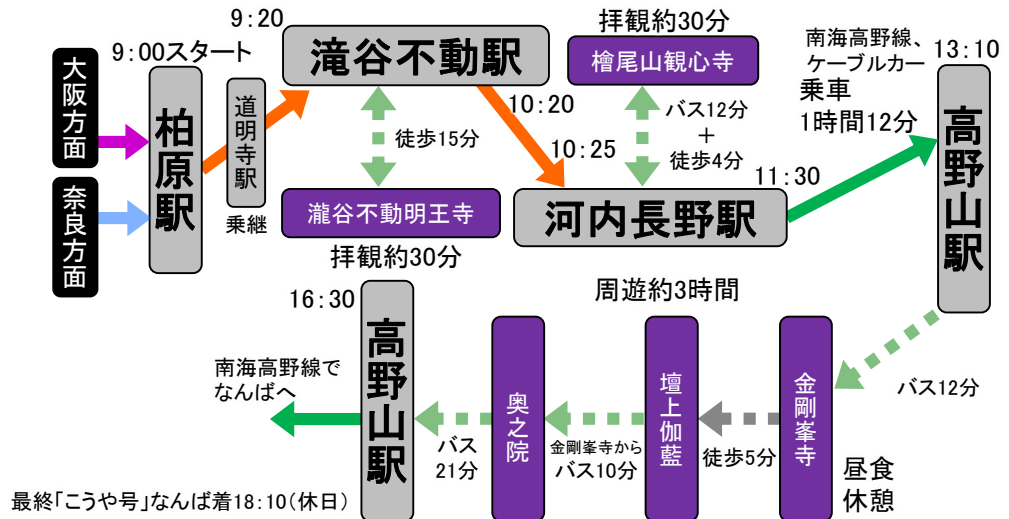 9:00スタート
大阪方面
奈良方面
柏原駅
道明寺駅
乗継
9:20
滝谷不動駅
徒歩15分
瀧谷不動明王寺
拝観約30分
10:20
10:25
拝観約30分
檜尾山観心寺
バス12分
+
徒歩4分
河内長野駅
11:30
南海高野線、
ケーブルカー
乗車
1時間12分
13:10
高野山駅
バス12分
周遊約3時間
金剛峯寺
昼食
休憩
徒歩5分
壇上伽藍
金剛峯寺から
バス10分
奥之院
バス
21分
16:30
高野山駅
南海高野線で
なんばへ
最終「こうや号」なんば着18:10(休日)